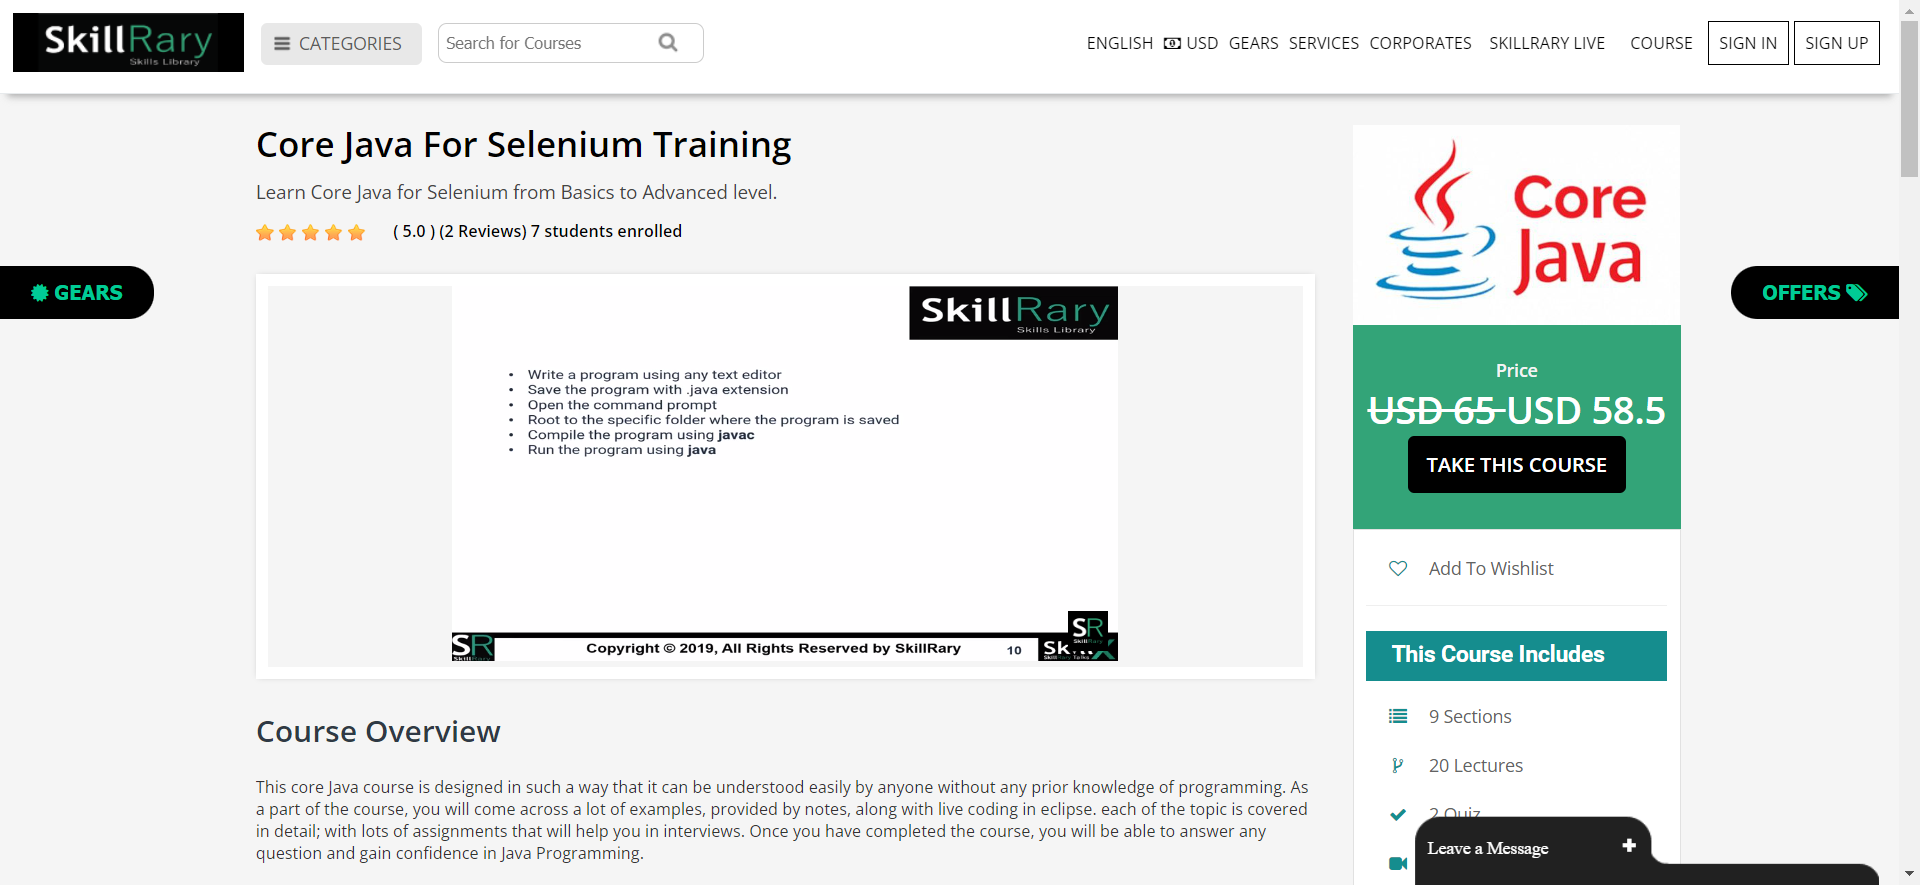 SkillRary
Skills Library
CATEGORIES
Search for Courses
ENGLISH USD GEARS SERVICES CORPORATES SKILLRARY LIVE COURSE SIGN IN SIGN UP
Core Java For Selenium Training
Learn Core Java for Selenium from Basics to Advanced level.
( 5.0 ) (2 Reviews) 7 students enrolled
GEARS
OFFERS
SkillRary
Skills Library
• Write a program using any text editor
• Save the program with .java extension
• Open the command prompt
• Root to the specific folder where the program is saved
• Compile the program using javac
• Run the program using java
SR
Copyright © 2019, All Rights Reserved by SkillRary
10
SR
Core
Java
Price
USD 65 USD 58.5
TAKE THIS COURSE
Add To Wishlist
This Course Includes
9 Sections
20 Lectures
2 Quiz
Leave a Message
Course Overview
This core Java course is designed in such a way that it can be understood easily by anyone without any prior knowledge of programming. As
a part of the course, you will come across a lot of examples, provided by notes, along with live coding in eclipse. each of the topic is covered
in detail; with lots of assignments that will help you in interviews. Once you have completed the course, you will be able to answer any
question and gain confidence in Java Programming.